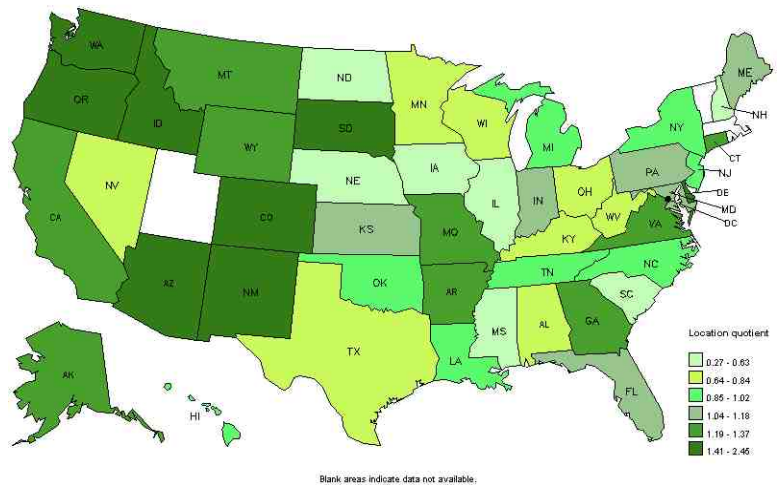 WA
MT
ND
ME
OR
MN
ID
SD
WI
NH
NY
WY
MI
CT
IA
PA
NJ
NE
NV
OH
DE
IL
IN
CA
CO
WV
MD
VA
DC
KS
MO
KY
NC
TN
AZ
NM
OK
AR
SC
MS
AL
GA
TX
LA
AK
FL
HI
Location quotient
0.27 - 0.63
0.64 - 0.84
0.85 - 1.02
1.04 - 1.18
1.19 - 1.37
1.41 - 2.45
Blank areas indicate data not available.